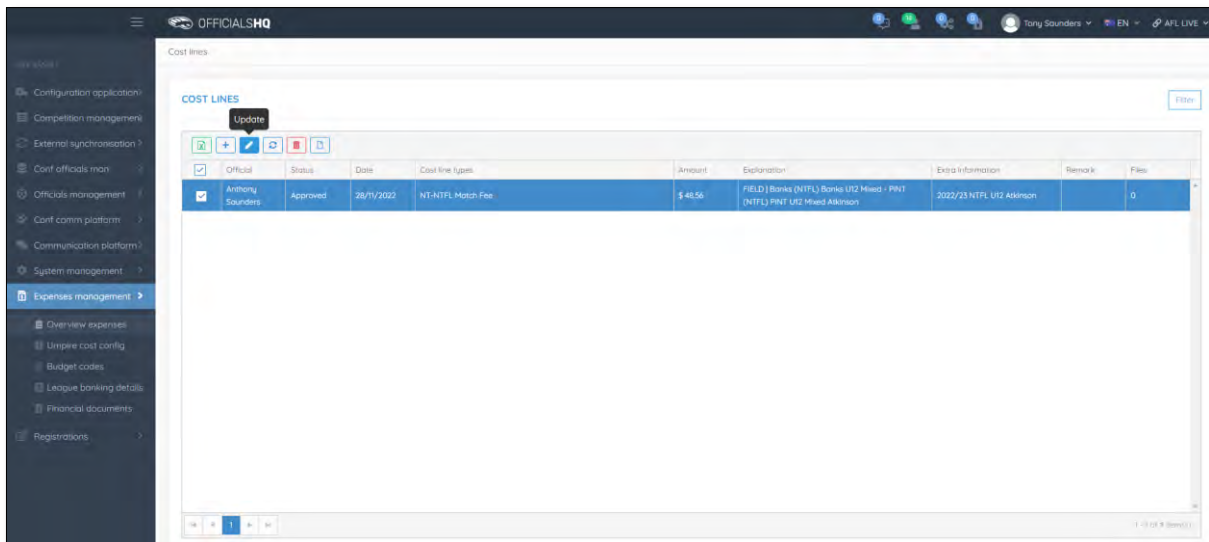 OFFICIALSHQ
Tony Saunders
EN
AFL LIVE
Cost lines
Configuration application
Competition management
External synchronisation
Conf officials man
Officials management
Conf comm platform
Communication platform
System management
Expenses management
Overview expenses
Umpire cost config
Budget codes
League banking details
Financial documents
Registrations
COST LINES
Filter
Update
Official Status Date Cost line types Amount Explanation Extra information Remark Files
Anthony Saunders Approved 28/11/2022 NT-NTFL Match Fee $ 46,56 FIELD | Banks (NTFL) Banks U12 Mixed - PINT (NTFL) PINT U12 Mixed Atkinson 2022/23 NTFL U12 Atkinson 0
1